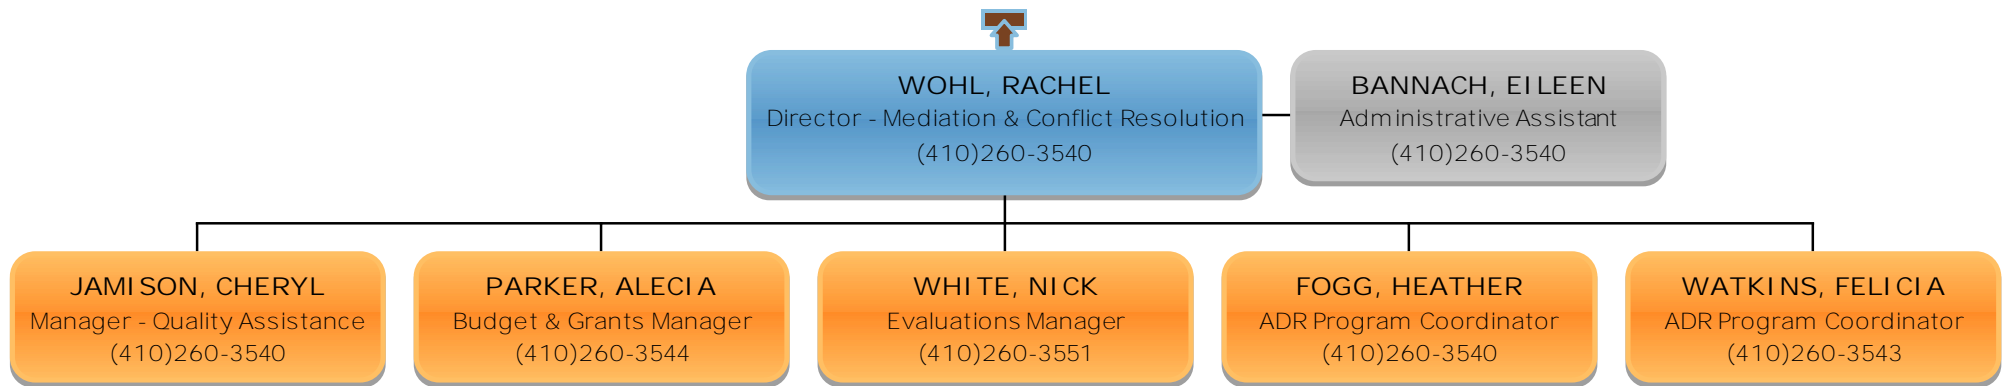 WOHL, RACHEL
Director - Mediation & Conflict Resolution
(410)260-3540
BANNACH, EILEEN
Administrative Assistant
(410)260-3540
JAMISON, CHERYL
Manager - Quality Assistance
(410)260-3540
PARKER, ALECIA
Budget & Grants Manager
(410)260-3544
WHITE, NICK
Evaluations Manager
(410)260-3551
FOGG, HEATHER
ADR Program Coordinator
(410)260-3540
WATKINS, FELICIA
ADR Program Coordinator
(410)260-3543